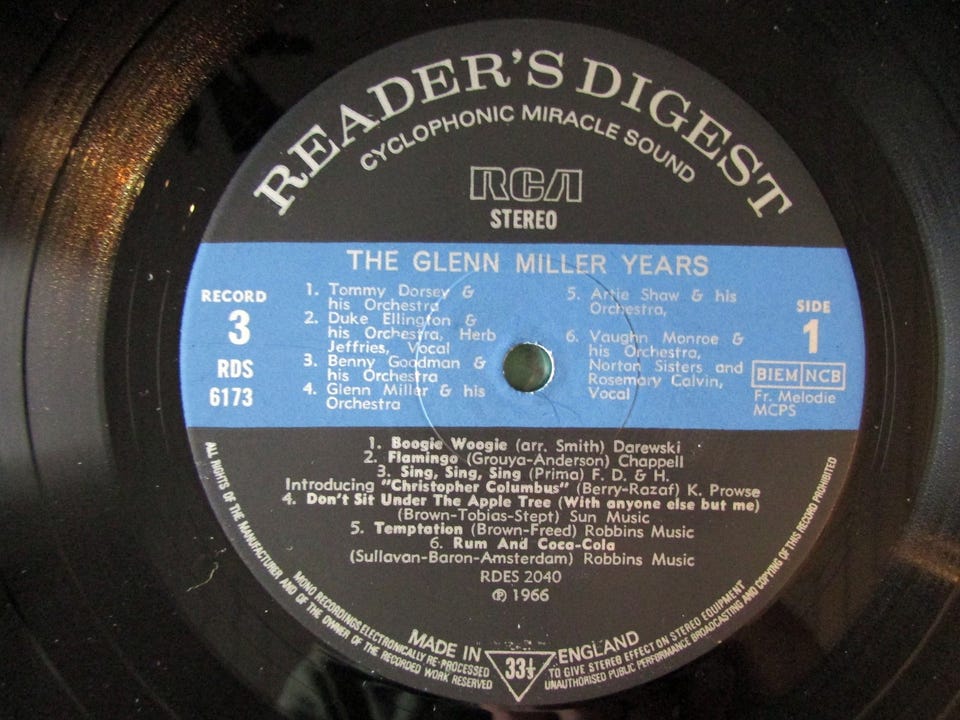 READER'S DIGEST
CYCLOPHONIC MIRACLE SOUND
RCA
STEREO
THE GLENN MILLER YEARS
RECORD
3
RDS
6173
1. Tommy Dorsey &
his Orchestra
2. Duke Ellington &
his Orchestra, Herb
Jeffries, Vocal
3. Benny Goodman &
his Orchestra
4. Glenn Miller & his
Orchestra
5. Artie Shaw & his
Orchestra,
6. Vaughn Monroe &
his Orchestra,
Norton Sisters and
Rosemary Calvin,
Vocal
SIDE
1
BIEM NCB
Fr. Melodie
MCPS
1. Boogie Woogie (arr. Smith) Darewski
2. Flamingo (Grouya-Anderson) Chappell
3. Sing, Sing, Sing (Prima) F. D. & H.
Introducing "Christopher Columbus" (Berry-Razaf) K. Prowse
4. Don't Sit Under The Apple Tree (With anyone else but me)
(Brown-Tobias-Stept) Sun Music
5. Temptation (Brown-Freed) Robbins Music
6. Rum And Coca-Cola
(Sullavan-Baron-Amsterdam) Robbins Music
RDES 2040
℗ 1966
MADE IN ENGLAND
33⅓
MONO RECORDINGS ELECTRONICALLY RE-PROCESSED TO GIVE STEREO EFFECT ON STEREO EQUIPMENT
ALL RIGHTS OF THE MANUFACTURER AND OF THE OWNER OF THE RECORDED WORK RESERVED UNAUTHORISED PUBLIC PERFORMANCE BROADCASTING AND COPYING OF THIS RECORD PROHIBITED